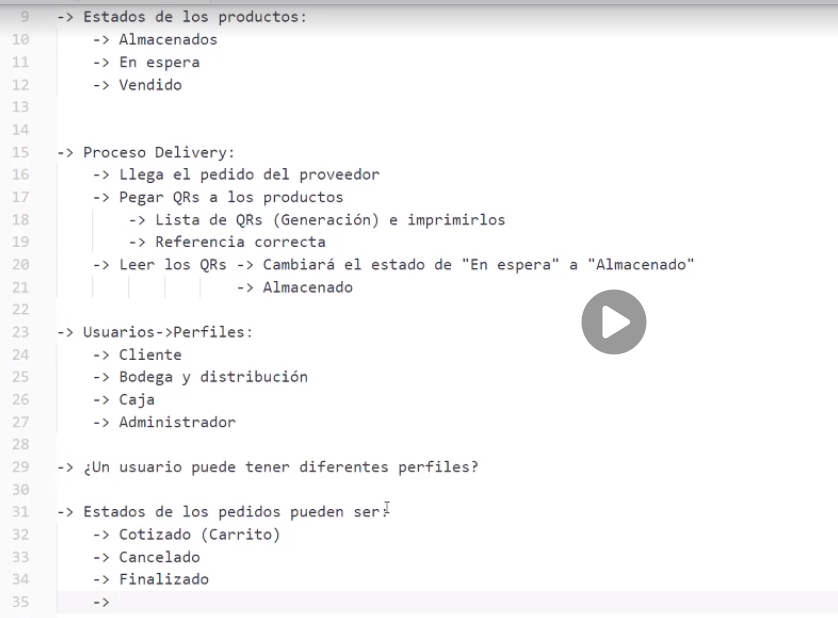 9 -> Estados de los productos:
10 -> Almacenados
11 -> En espera
12 -> Vendido
13
14
15 -> Proceso Delivery:
16 -> Llega el pedido del proveedor
17 -> Pegar QRs a los productos
18 -> Lista de QRs (Generación) e imprimirlos
19 -> Referencia correcta
20 -> Leer los QRs -> Cambiará el estado de "En espera" a "Almacenado"
21 -> Almacenado
22
23 -> Usuarios->Perfiles:
24 -> Cliente
25 -> Bodega y distribución
26 -> Caja
27 -> Administrador
28
29 -> ¿Un usuario puede tener diferentes perfiles?
30
31 -> Estados de los pedidos pueden ser:
32 -> Cotizado (Carrito)
33 -> Cancelado
34 -> Finalizado
35 ->